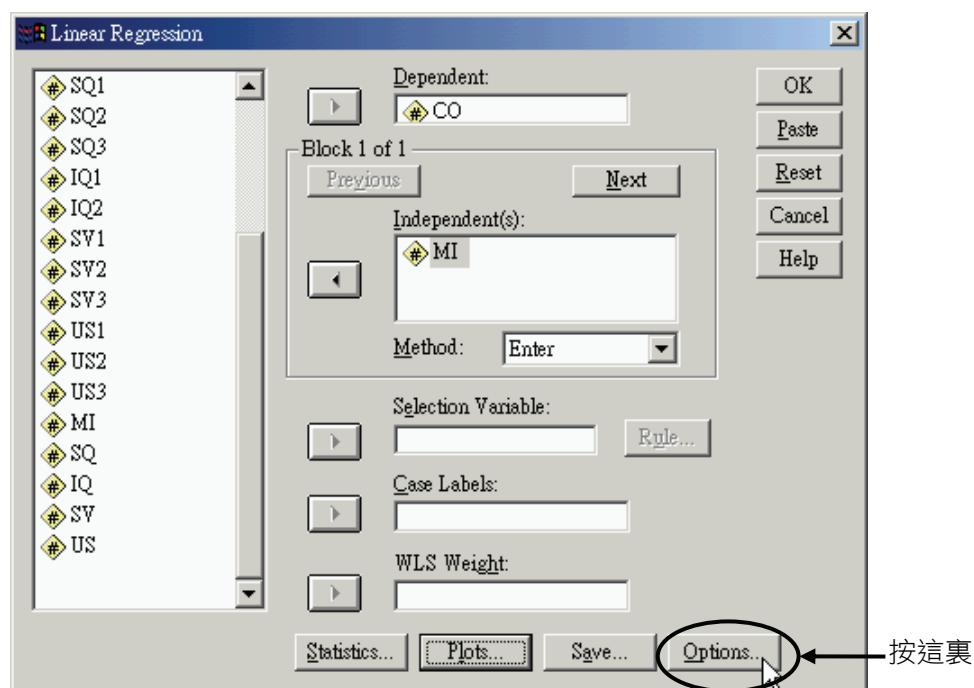 Linear Regression
SQ1
SQ2
SQ3
IQ1
IQ2
SV1
SV2
SV3
US1
US2
US3
MI
SQ
IQ
SV
US
Dependent:
CO
Block 1 of 1
Previous
Next
Independent(s):
MI
Method:
Enter
Selection Variable:
Rule...
Case Labels:
WLS Weight:
Statistics...
Plots...
Save...
Options...
OK
Paste
Reset
Cancel
Help
按這裏